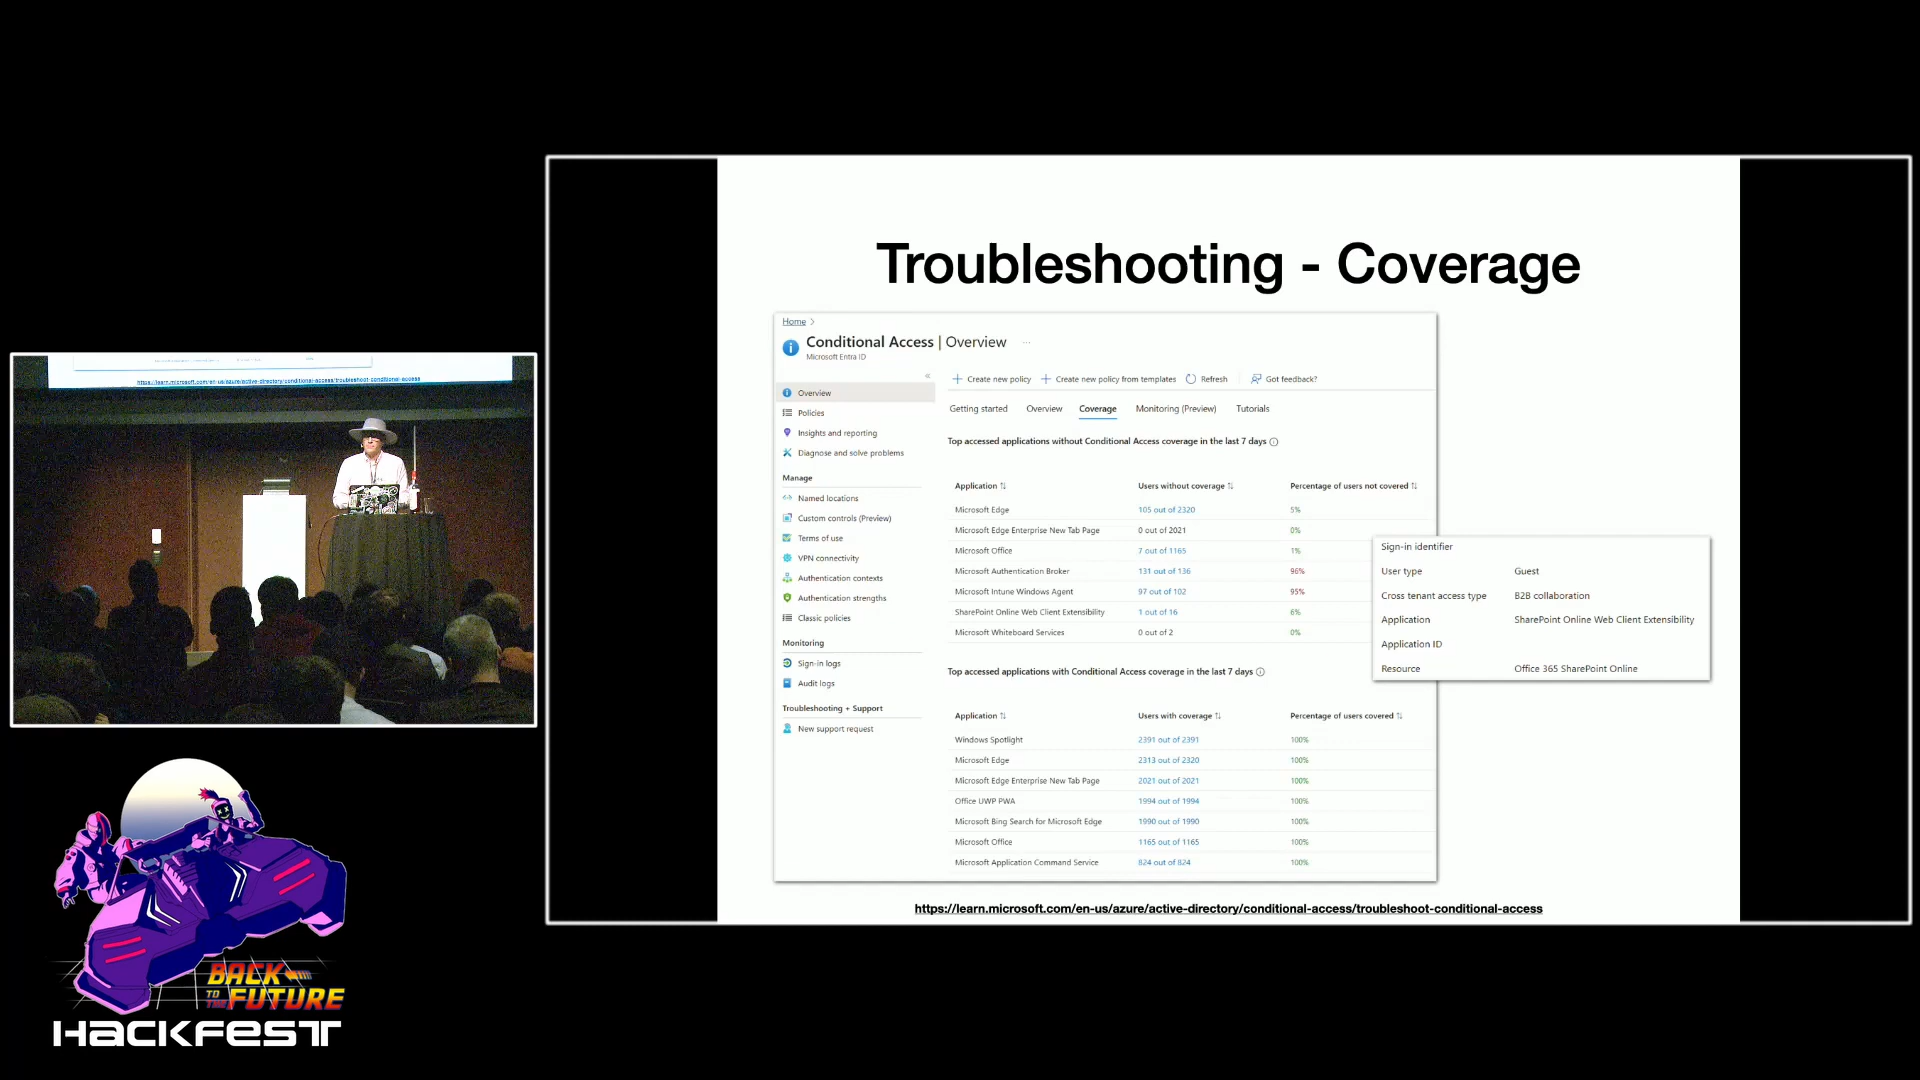 https://learn.microsoft.com/en-us/azure/active-directory/conditional-access/troubleshoot-conditional-access
BACK
TO THE FUTURE
HACKFEST
Troubleshooting - Coverage
Home >
Conditional Access | Overview ...
Microsoft Entra ID
«
Overview
Policies
Insights and reporting
Diagnose and solve problems
Manage
Named locations
Custom controls (Preview)
Terms of use
VPN connectivity
Authentication contexts
Authentication strengths
Classic policies
Monitoring
Sign-in logs
Audit logs
Troubleshooting + Support
New support request
+ Create new policy + Create new policy from templates Refresh Got feedback?
Getting started Overview Coverage Monitoring (Preview) Tutorials
Top accessed applications without Conditional Access coverage in the last 7 days
Application Users without coverage Percentage of users not covered
Microsoft Edge 105 out of 2320 5%
Microsoft Edge Enterprise New Tab Page 0 out of 2021 0%
Microsoft Office 7 out of 1165 1%
Microsoft Authentication Broker 131 out of 136 96%
Microsoft Intune Windows Agent 97 out of 102 95%
SharePoint Online Web Client Extensibility 1 out of 16 6%
Microsoft Whiteboard Services 0 out of 2 0%
Top accessed applications with Conditional Access coverage in the last 7 days
Application Users with coverage Percentage of users covered
Windows Spotlight 2391 out of 2391 100%
Microsoft Edge 2313 out of 2320 100%
Microsoft Edge Enterprise New Tab Page 2021 out of 2021 100%
Office UWP PWA 1994 out of 1994 100%
Microsoft Bing Search for Microsoft Edge 1990 out of 1990 100%
Microsoft Office 1165 out of 1165 100%
Microsoft Application Command Service 824 out of 824 100%
Sign-in identifier
User type Guest
Cross tenant access type B2B collaboration
Application SharePoint Online Web Client Extensibility
Application ID
Resource Office 365 SharePoint Online
https://learn.microsoft.com/en-us/azure/active-directory/conditional-access/troubleshoot-conditional-access